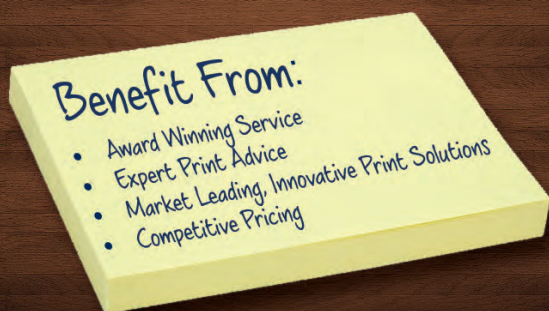 Benefit From:
• Award Winning Service
• Expert Print Advice
• Market Leading, Innovative Print Solutions
• Competitive Pricing